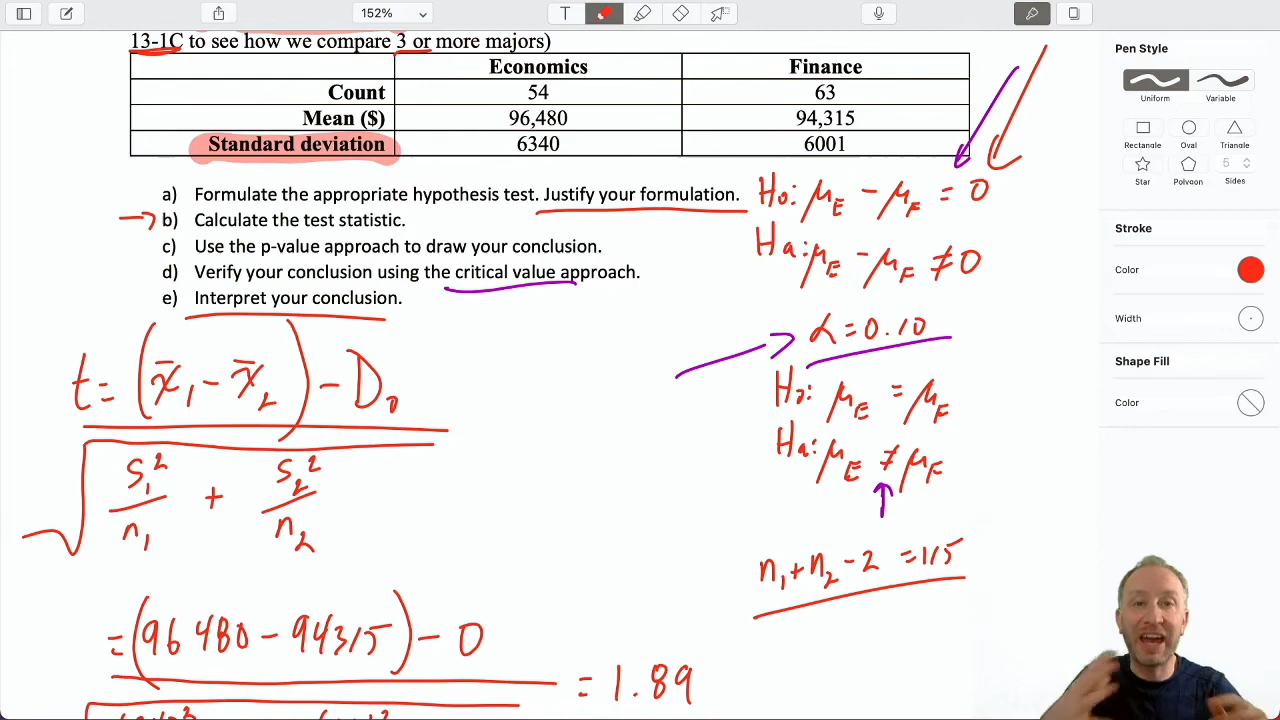 152%
T
13-1C to see how we compare 3 or more majors)
Economics Finance
Count 54 63
Mean ($) 96,480 94,315
Standard deviation 6340 6001
a) Formulate the appropriate hypothesis test. Justify your formulation.
b) Calculate the test statistic.
c) Use the p-value approach to draw your conclusion.
d) Verify your conclusion using the critical value approach.
e) Interpret your conclusion.
Ho: μE - μF = 0
Ha: μE - μF ≠ 0
α = 0.10
Ho: μE = μF
Ha: μE ≠ μF
n1 + n2 - 2 = 115
t = (x̄1 - x̄2) - D0
s1² + s2²
n1 n2
= (96 480 - 94315) - 0
= 1.89
Pen Style
Uniform Variable
Rectangle Oval Triangle
5
Star Polygon Sides
Stroke
Color
Width
Shape Fill
Color